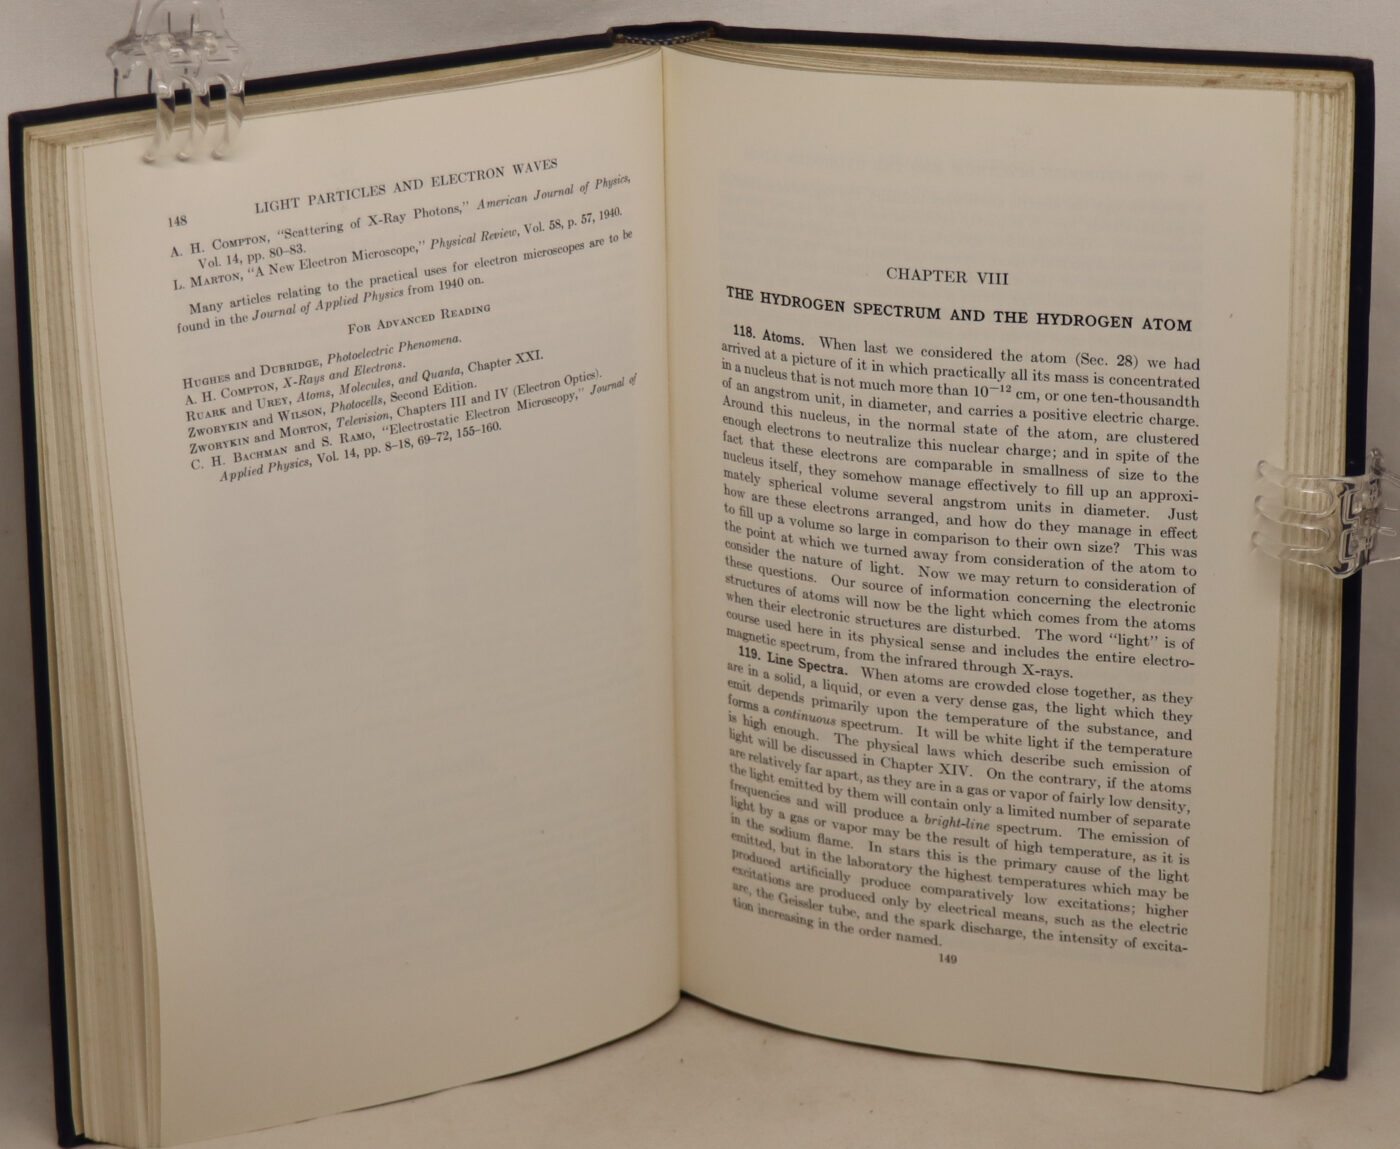 148
LIGHT PARTICLES AND ELECTRON WAVES
A. H. COMPTON, “Scattering of X-Ray Photons,” American Journal of Physics,
Vol. 14, pp. 80–83.
L. MARTON, “A New Electron Microscope,” Physical Review, Vol. 58, p. 57, 1940.
Many articles relating to the practical uses for electron microscopes are to be
found in the Journal of Applied Physics from 1940 on.
FOR ADVANCED READING
HUGHES and DUBRIDGE, Photoelectric Phenomena.
A. H. COMPTON, X-Rays and Electrons.
RUARK and UREY, Atoms, Molecules, and Quanta, Chapter XXI.
ZWORYKIN and WILSON, Photocells, Second Edition.
ZWORYKIN and MORTON, Television, Chapters III and IV (Electron Optics).
C. H. BACHMAN and S. RAMO, “Electrostatic Electron Microscopy,” Journal of
Applied Physics, Vol. 14, pp. 8–18, 69–72, 155–160.
CHAPTER VIII
THE HYDROGEN SPECTRUM AND THE HYDROGEN ATOM
118. Atoms. When last we considered the atom (Sec. 28) we had
arrived at a picture of it in which practically all its mass is concentrated
in a nucleus that is not much more than 10⁻¹² cm, or one ten-thousandth
of an angstrom unit, in diameter, and carries a positive electric charge.
Around this nucleus, in the normal state of the atom, are clustered
enough electrons to neutralize this nuclear charge; and in spite of the
fact that these electrons are comparable in smallness of size to the
nucleus itself, they somehow manage effectively to fill up an approxi-
mately spherical volume several angstrom units in diameter. Just
how are these electrons arranged, and how do they manage in effect
to fill up a volume so large in comparison to their own size? This was
the point at which we turned away from consideration of the atom to
consider the nature of light. Now we may return to consideration of
these questions. Our source of information concerning the electronic
structures of atoms will now be the light which comes from the atoms
when their electronic structures are disturbed. The word “light” is of
course used here in its physical sense and includes the entire electro-
magnetic spectrum, from the infrared through X-rays.
119. Line Spectra. When atoms are crowded close together, as they
are in a solid, a liquid, or even a very dense gas, the light which they
emit depends primarily upon the temperature of the substance, and
forms a continuous spectrum. It will be white light if the temperature
is high enough. The physical laws which describe such emission of
light will be discussed in Chapter XIV. On the contrary, if the atoms
are relatively far apart, as they are in a gas or vapor of fairly low density,
the light emitted by them will contain only a limited number of separate
frequencies and will produce a bright-line spectrum. The emission of
light by a gas or vapor may be the result of high temperature, as it is
in the sodium flame. In stars this is the primary cause of the light
emitted, but in the laboratory the highest temperatures which may be
produced artificially produce comparatively low excitations; higher
excitations are produced only by electrical means, such as the electric
arc, the Geissler tube, and the spark discharge, the intensity of excita-
tion increasing in the order named.
149